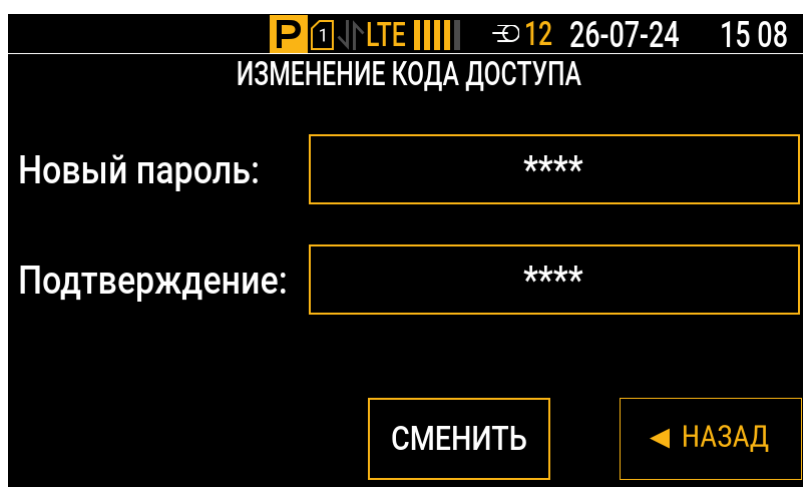 P 1 LTE 12 26-07-24 15 08
ИЗМЕНЕНИЕ КОДА ДОСТУПА
Новый пароль: ****
Подтверждение: ****
СМЕНИТЬ ◄ НАЗАД